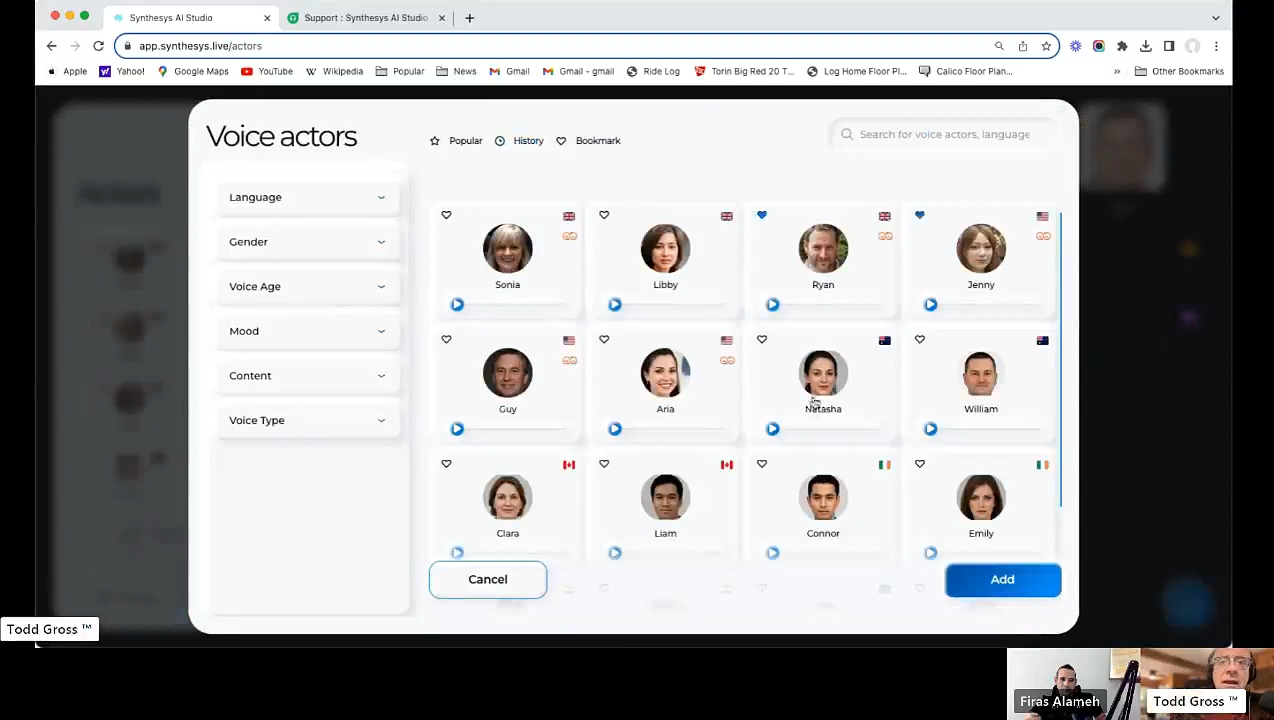 Synthesys AI Studio
Support : Synthesys AI Studio
app.synthesys.live/actors
Apple Yahoo! Google Maps YouTube Wikipedia Popular News Gmail Gmail - gmail Ride Log Torin Big Red 20 T... Log Home Floor Pl... Calico Floor Plan... » Other Bookmarks
Voice actors
Popular History Bookmark
Search for voice actors, language
Language
Gender
Voice Age
Mood
Content
Voice Type
Sonia Libby Ryan Jenny
Guy Aria Natasha William
Clara Liam Connor Emily
Cancel Add
Todd Gross ™
Firas Alameh Todd Gross ™